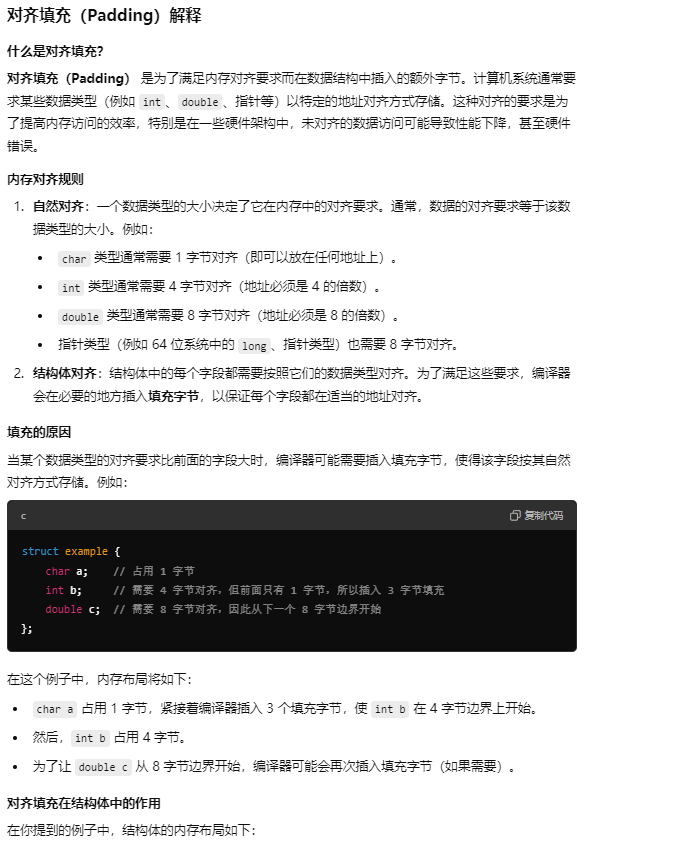 对齐填充（Padding）解释
什么是对齐填充？
对齐填充（Padding） 是为了满足内存对齐要求而在数据结构中插入的额外字节。计算机系统通常要
求某些数据类型（例如 int、double、指针等）以特定的地址对齐方式存储。这种对齐的要求是为
了提高内存访问的效率，特别是在一些硬件架构中，未对齐的数据访问可能导致性能下降，甚至硬件
错误。
内存对齐规则
1. 自然对齐：一个数据类型的大小决定了它在内存中的对齐要求。通常，数据的对齐要求等于该数
据类型的大小。例如：
• char 类型通常需要 1 字节对齐（即可以放在任何地址上）。
• int 类型通常需要 4 字节对齐（地址必须是 4 的倍数）。
• double 类型通常需要 8 字节对齐（地址必须是 8 的倍数）。
• 指针类型（例如 64 位系统中的 long、指针类型）也需要 8 字节对齐。
2. 结构体对齐：结构体中的每个字段都需要按照它们的数据类型对齐。为了满足这些要求，编译器
会在必要的地方插入填充字节，以保证每个字段都在适当的地址对齐。
填充的原因
当某个数据类型的对齐要求比前面的字段大时，编译器可能需要插入填充字节，使得该字段按其自然
对齐方式存储。例如：
c 复制代码
struct example {
char a; // 占用 1 字节
int b; // 需要 4 字节对齐，但前面只有 1 字节，所以插入 3 字节填充
double c; // 需要 8 字节对齐，因此从下一个 8 字节边界开始
};
在这个例子中，内存布局将如下：
• char a 占用 1 字节，紧接着编译器插入 3 个填充字节，使 int b 在 4 字节边界上开始。
• 然后，int b 占用 4 字节。
• 为了让 double c 从 8 字节边界开始，编译器可能会再次插入填充字节（如果需要）。
对齐填充在结构体中的作用
在你提到的例子中，结构体的内存布局如下：